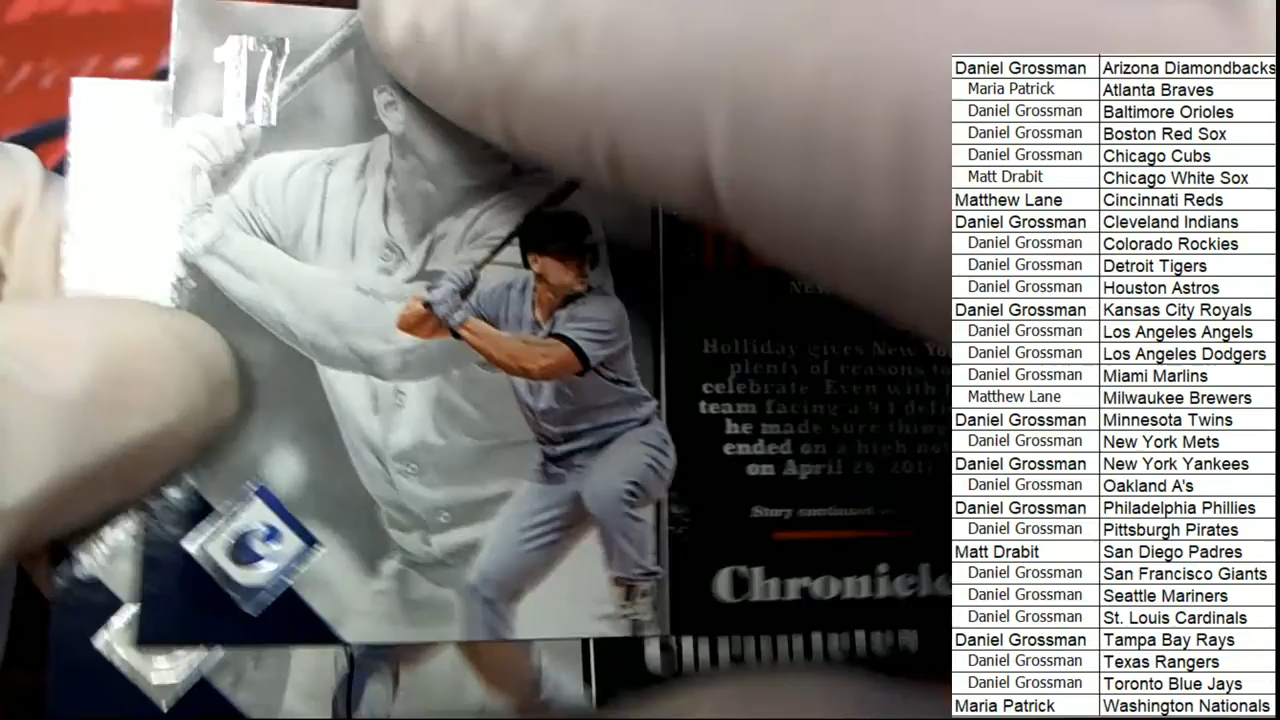 17
NEW
Holliday gives New Yo
plenty of reasons to
celebrate. Even with
team facing a 9-1
he made sure thing
ended on a high no
on April 28, 201
Story continued
Chronicle
Daniel Grossman Arizona Diamondbacks
Maria Patrick Atlanta Braves
Daniel Grossman Baltimore Orioles
Daniel Grossman Boston Red Sox
Daniel Grossman Chicago Cubs
Matt Drabit Chicago White Sox
Matthew Lane Cincinnati Reds
Daniel Grossman Cleveland Indians
Daniel Grossman Colorado Rockies
Daniel Grossman Detroit Tigers
Daniel Grossman Houston Astros
Daniel Grossman Kansas City Royals
Daniel Grossman Los Angeles Angels
Daniel Grossman Los Angeles Dodgers
Daniel Grossman Miami Marlins
Matthew Lane Milwaukee Brewers
Daniel Grossman Minnesota Twins
Daniel Grossman New York Mets
Daniel Grossman New York Yankees
Daniel Grossman Oakland A's
Daniel Grossman Philadelphia Phillies
Daniel Grossman Pittsburgh Pirates
Matt Drabit San Diego Padres
Daniel Grossman San Francisco Giants
Daniel Grossman Seattle Mariners
Daniel Grossman St. Louis Cardinals
Daniel Grossman Tampa Bay Rays
Daniel Grossman Texas Rangers
Daniel Grossman Toronto Blue Jays
Maria Patrick Washington Nationals